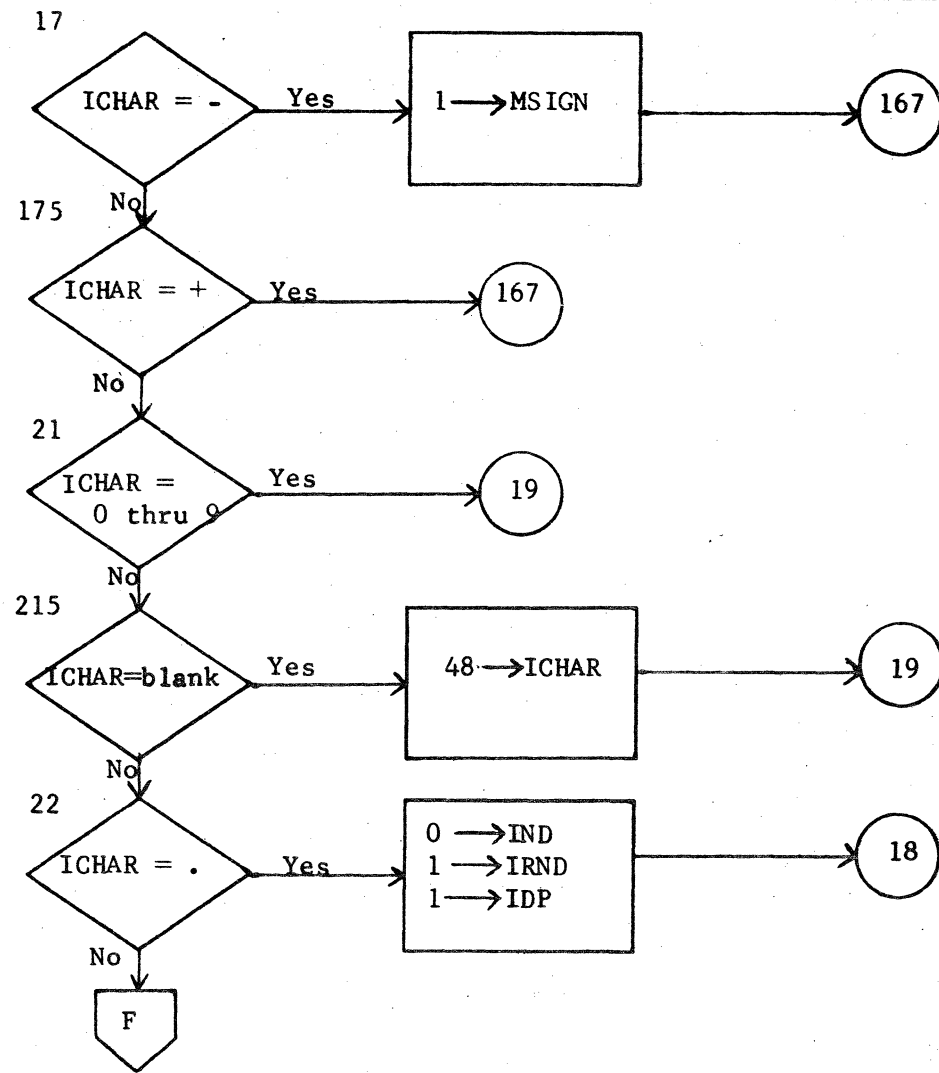 17
ICHAR = -
Yes
1→MSIGN
167
No
175
ICHAR = +
Yes
167
No
21
ICHAR =
0 thru 9
Yes
19
No
215
ICHAR=blank
Yes
48→ICHAR
19
No
22
ICHAR = .
Yes
0→IND
1→IRND
1→IDP
18
No
F